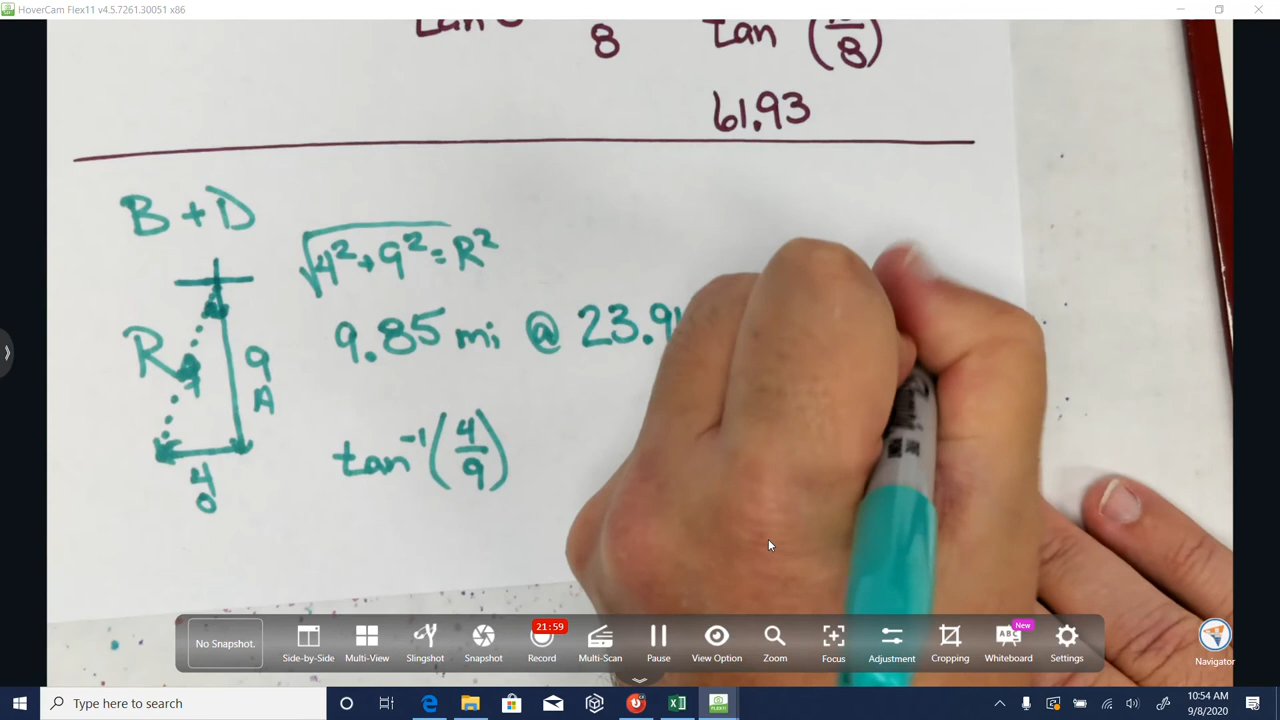 HoverCam Flex11 v4.5.7261.30051 x86
8
tan (
8)
61.93
B + D
√4² + 9² = R²
9.85 mi @ 23.9
R
9
A
tan⁻¹(4/9)
4
O
No Snapshot.
21:59
New
Side-by-Side Multi-View Slingshot Snapshot Record Multi-Scan Pause View Option Zoom Focus Adjustment Cropping Whiteboard Settings Navigator
ABC
Type here to search
FLEX11
10:54 AM
9/8/2020